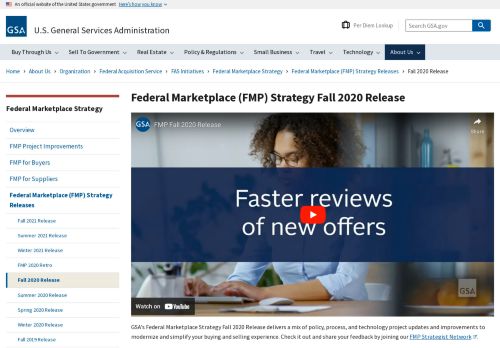 An official website of the United States government Here's how you know
GSA
U.S. General Services Administration
Per Diem Lookup
Search GSA.gov
Buy Through Us
Sell To Government
Real Estate
Policy & Regulations
Small Business
Travel
Technology
About Us
Home › About Us › Organization › Federal Acquisition Service › FAS Initiatives › Federal Marketplace Strategy › Federal Marketplace (FMP) Strategy Releases › Fall 2020 Release
Federal Marketplace Strategy
Overview
FMP Project Improvements
FMP for Buyers
FMP for Suppliers
Federal Marketplace (FMP) Strategy
Releases
Fall 2021 Release
Summer 2021 Release
Winter 2021 Release
FMP 2020 Retro
Fall 2020 Release
Summer 2020 Release
Spring 2020 Release
Winter 2020 Release
Fall 2019 Release
Federal Marketplace (FMP) Strategy Fall 2020 Release
GSA
FMP Fall 2020 Release
Share
Faster reviews
of new offers
GSA
Watch on YouTube
GSA's Federal Marketplace Strategy Fall 2020 Release delivers a mix of policy, process, and technology project updates and improvements to
modernize and simplify your buying and selling experience. Check it out and share your feedback by joining our FMP Strategist Network.